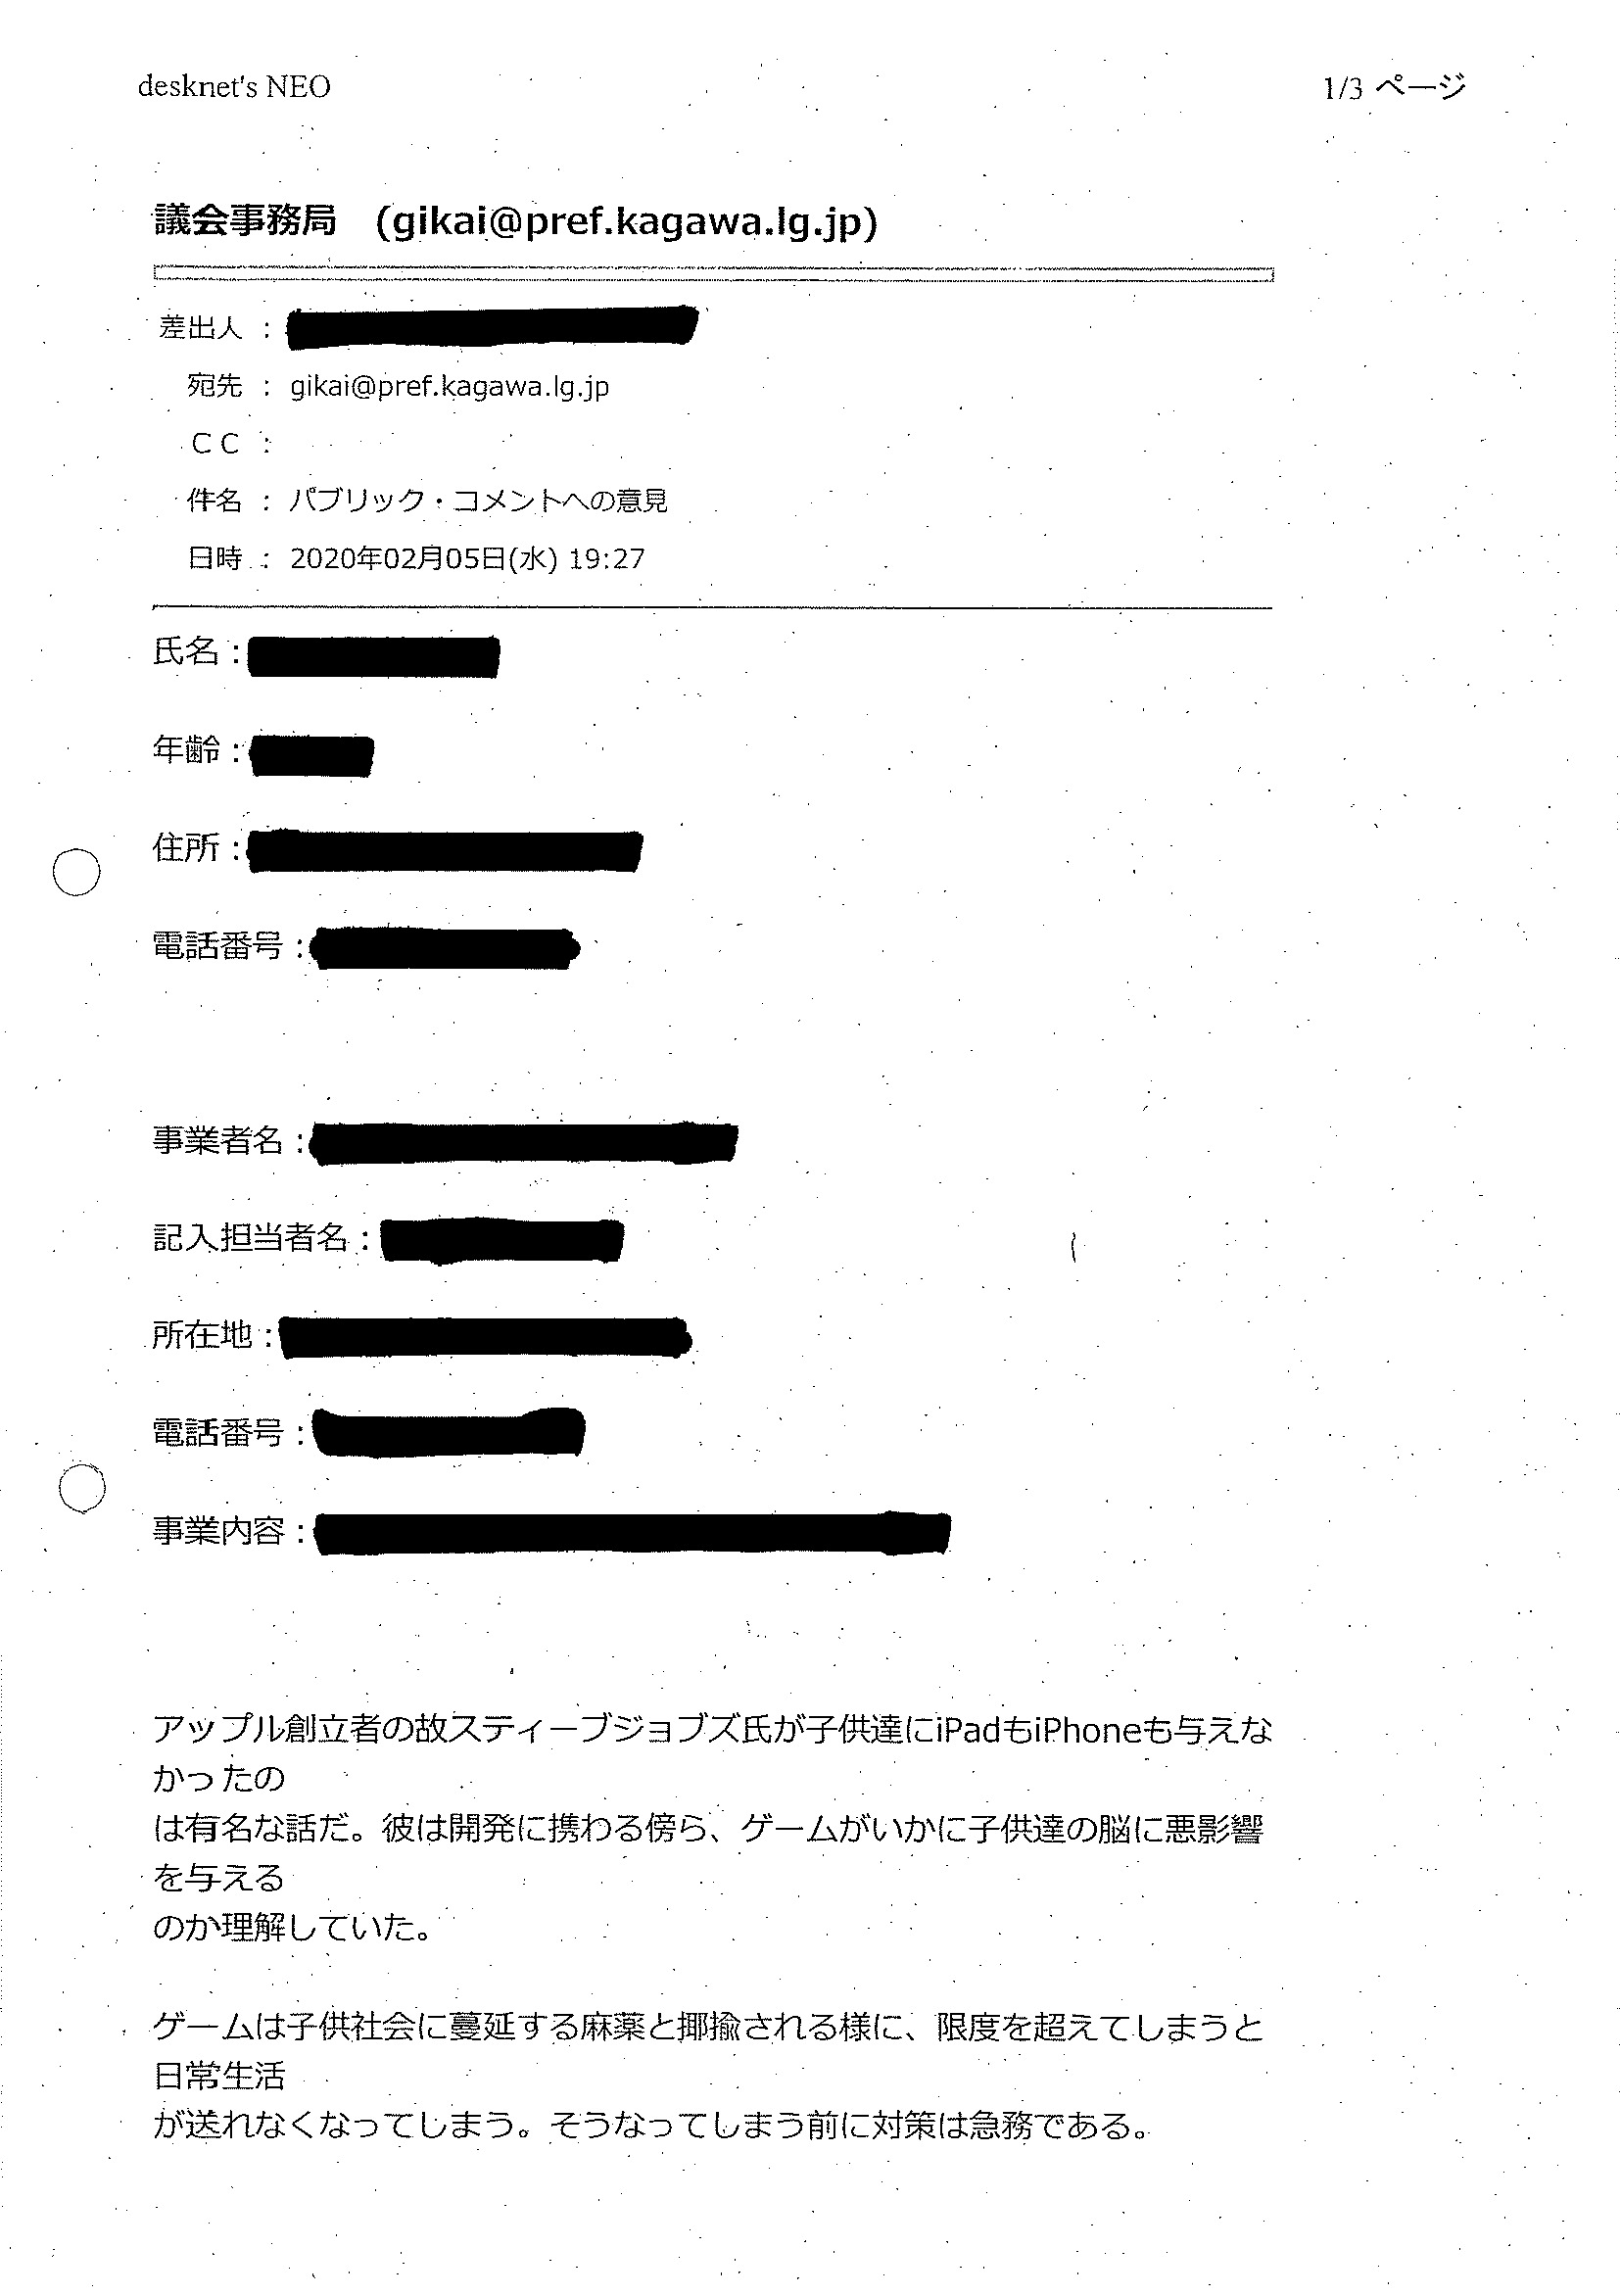 desknet's NEO
1/3 ページ
議会事務局　(gikai@pref.kagawa.lg.jp)
差出人 :
宛先 : gikai@pref.kagawa.lg.jp
ＣＣ :
件名 : パブリック・コメントへの意見
日時 : 2020年02月05日(水) 19:27
氏名：
年齢：
住所：
電話番号：
事業者名：
記入担当者名：
所在地：
電話番号：
事業内容：
アップル創立者の故スティーブジョブズ氏が子供達にiPadもiPhoneも与えな
かったの
は有名な話だ。彼は開発に携わる傍ら、ゲームがいかに子供達の脳に悪影響
を与える
のか理解していた。
ゲームは子供社会に蔓延する麻薬と揶揄される様に、限度を超えてしまうと
日常生活
が送れなくなってしまう。そうなってしまう前に対策は急務である。